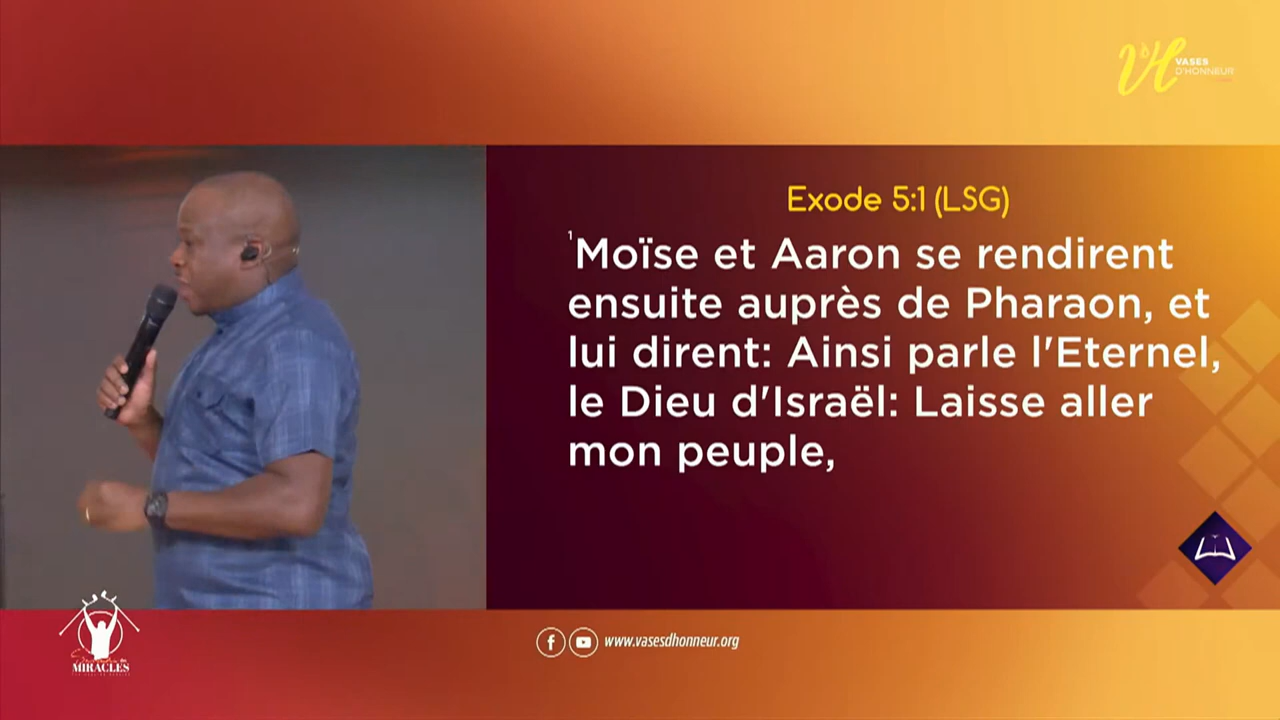 VH VASES
D'HONNEUR
Exode 5:1 (LSG)
1Moïse et Aaron se rendirent
ensuite auprès de Pharaon, et
lui dirent: Ainsi parle l'Eternel,
le Dieu d'Israël: Laisse aller
mon peuple,
www.vasesdhonneur.org
MIRACLES